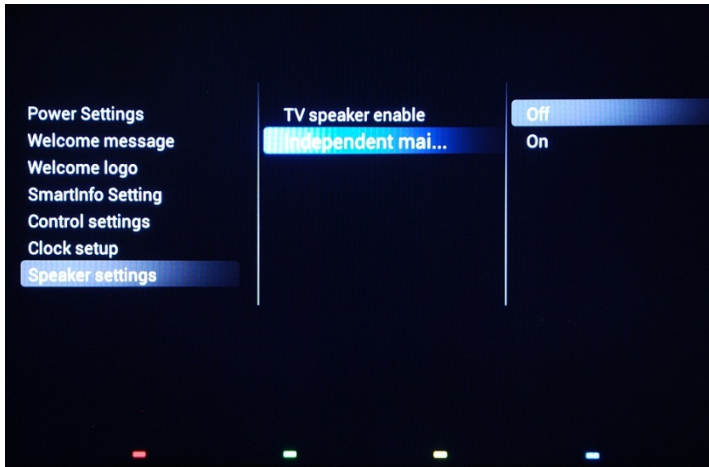 Power Settings
Welcome message
Welcome logo
SmartInfo Setting
Control settings
Clock setup
Speaker settings
TV speaker enable
Independent mai...
Off
On